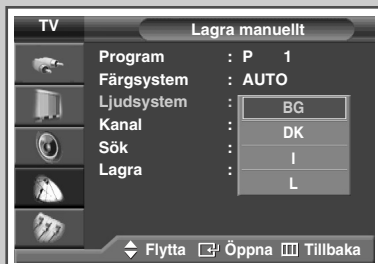 TV
Lagra manuellt
Program : P 1
Färgsystem : AUTO
Ljudsystem : BG
DK
Kanal :
Sök : I
Lagra : L
Flytta Öppna Tillbaka